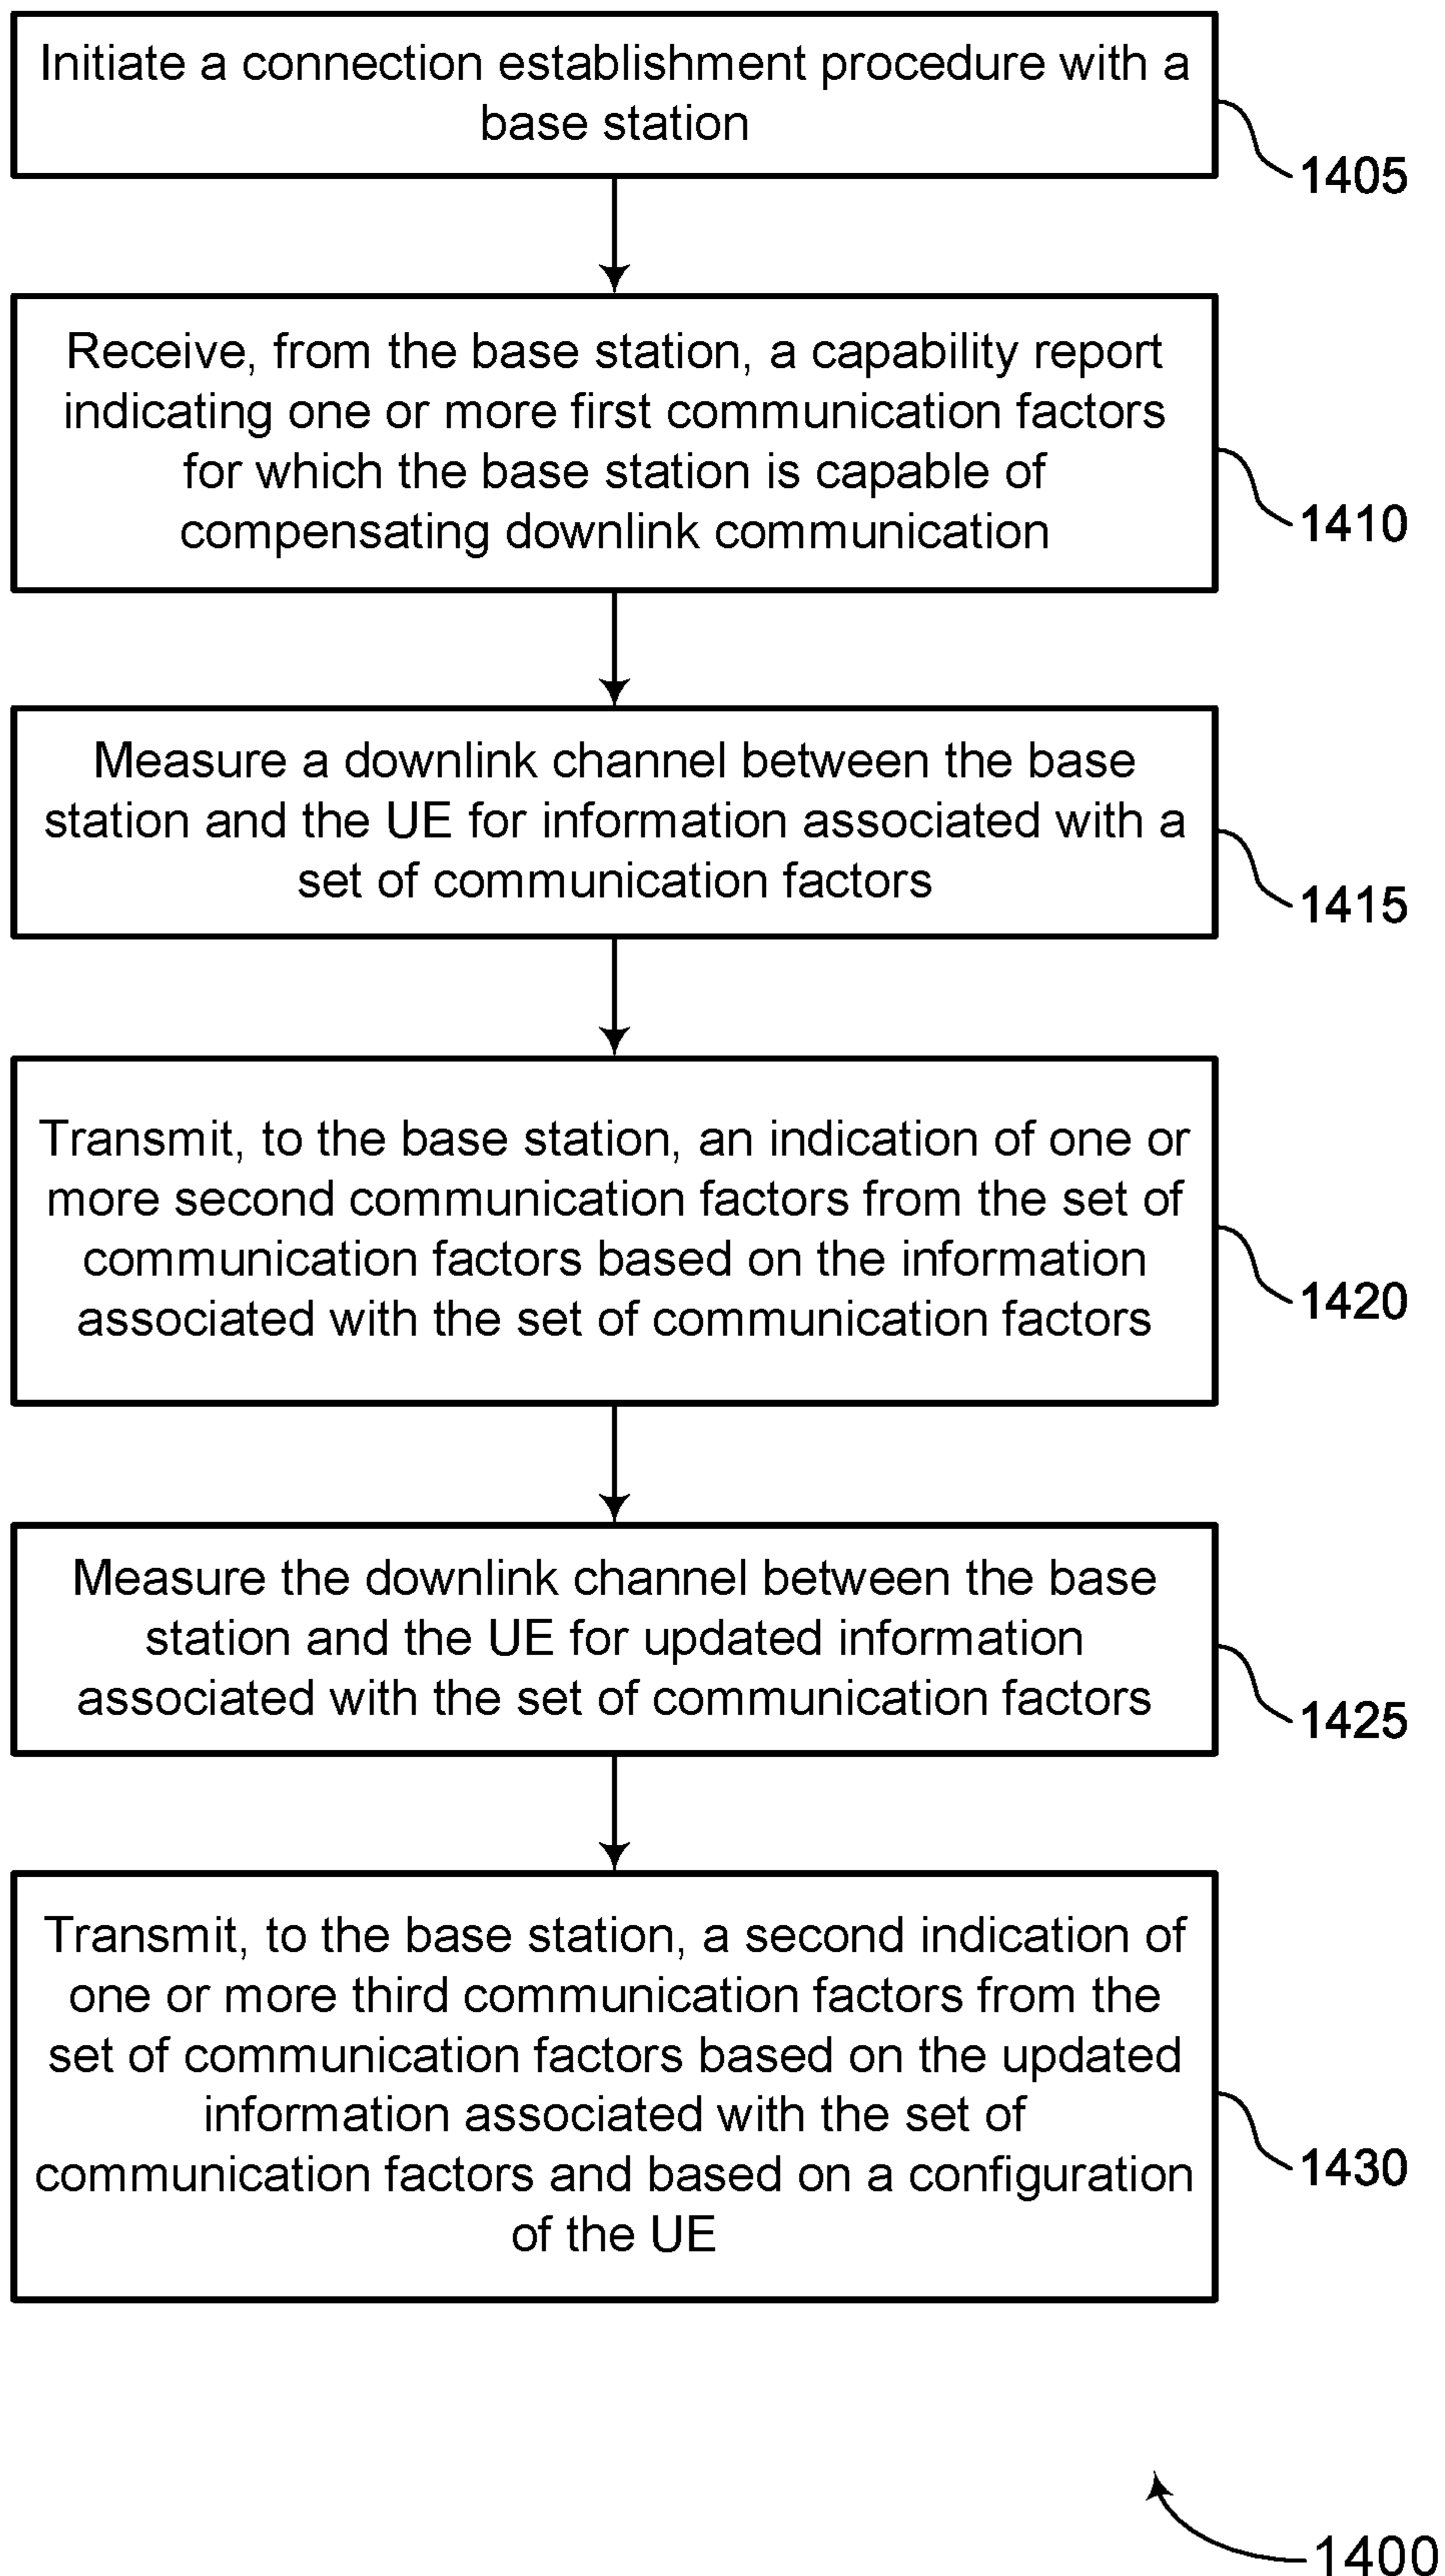 Initiate a connection establishment procedure with a
base station
1405
Receive, from the base station, a capability report
indicating one or more first communication factors
for which the base station is capable of
compensating downlink communication
1410
Measure a downlink channel between the base
station and the UE for information associated with a
set of communication factors
1415
Transmit, to the base station, an indication of one or
more second communication factors from the set of
communication factors based on the information
associated with the set of communication factors
1420
Measure the downlink channel between the base
station and the UE for updated information
associated with the set of communication factors
1425
Transmit, to the base station, a second indication of
one or more third communication factors from the
set of communication factors based on the updated
information associated with the set of
communication factors and based on a configuration
of the UE
1430
1400